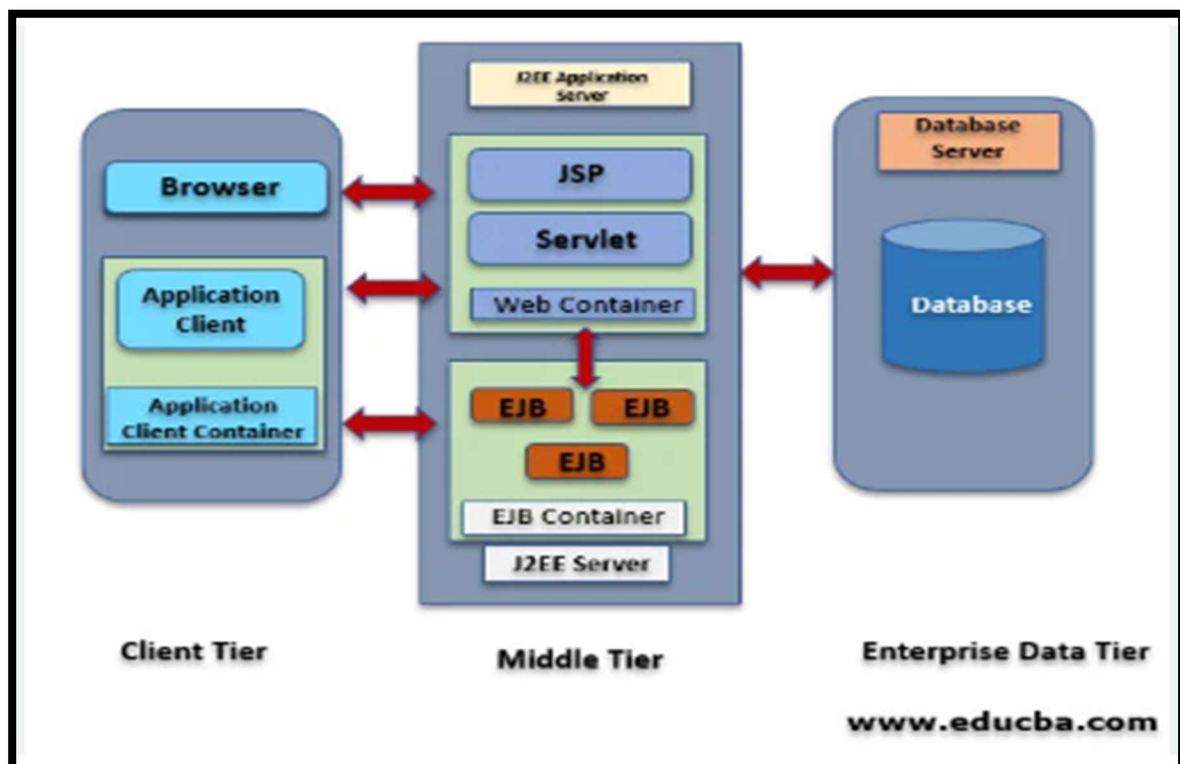 Browser
Application
Client
Application
Client Container
Client Tier
J2EE Application
Server
JSP
Servlet
Web Container
EJB
EJB
EJB
EJB Container
J2EE Server
Middle Tier
Database
Server
Database
Enterprise Data Tier
www.educba.com